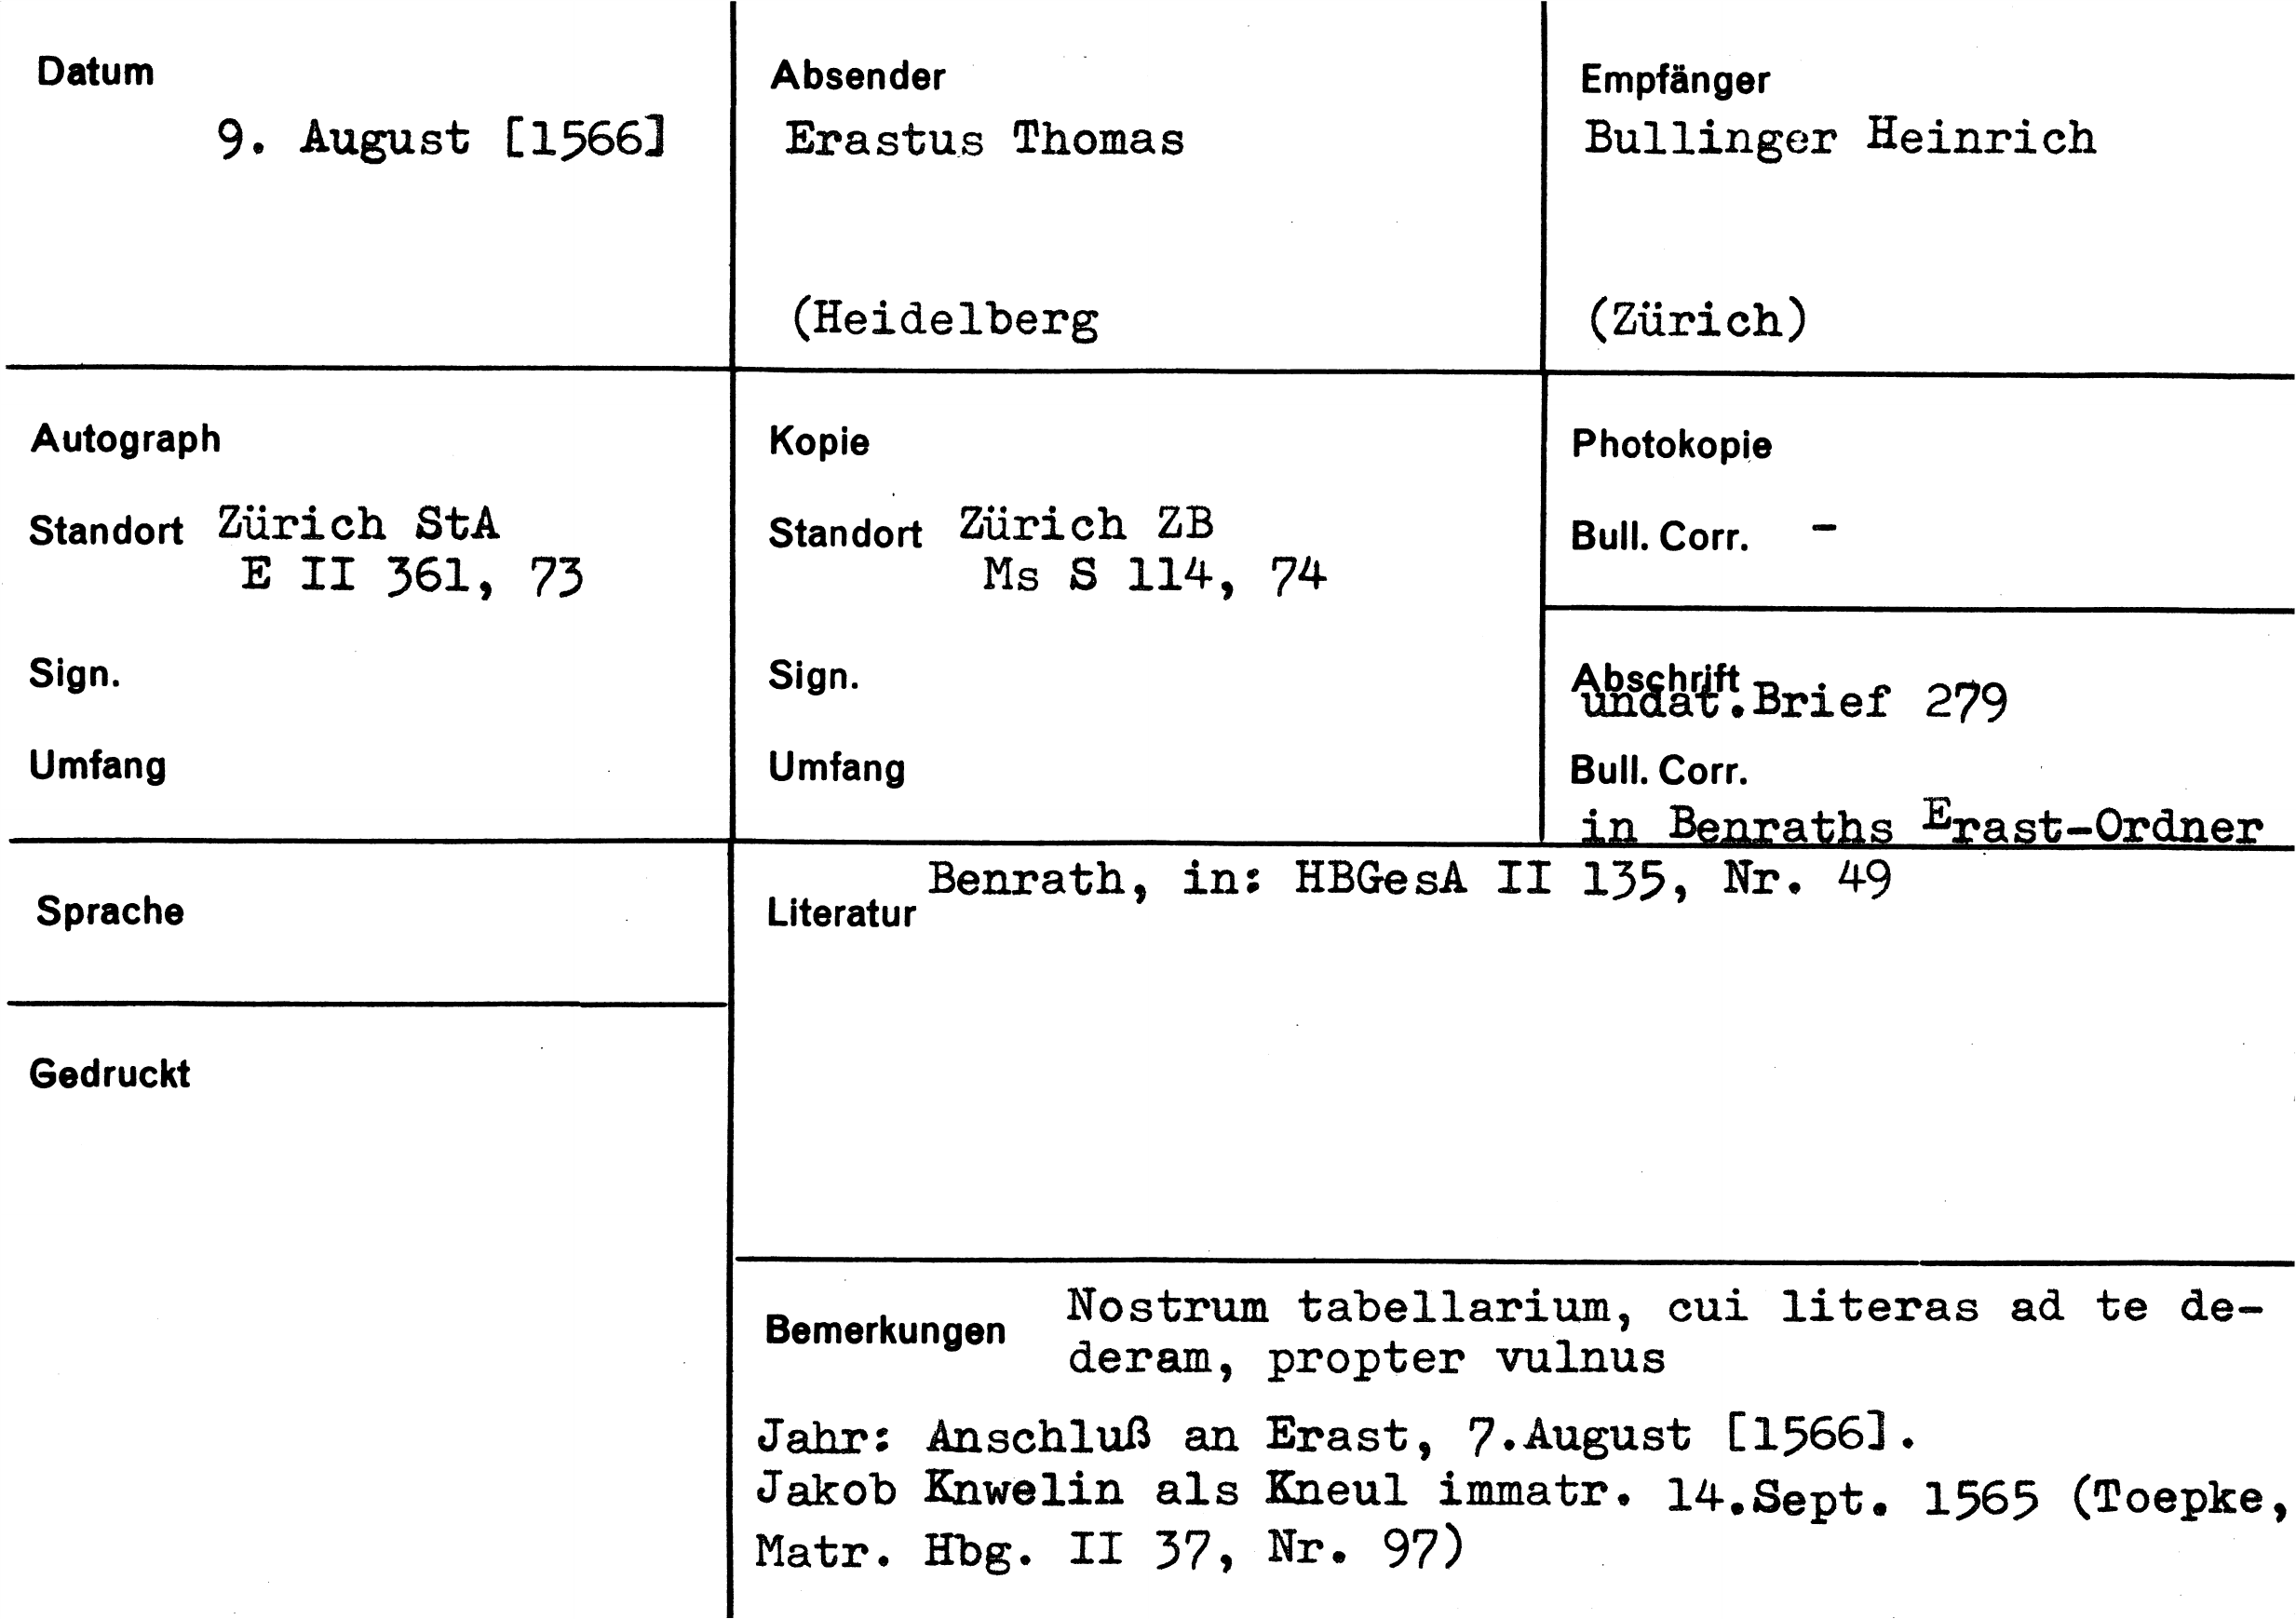 Datum
9. August [1566]
Absender
Erastus Thomas
(Heidelberg
Empfänger
Bullinger Heinrich
(Zürich)
Autograph
Standort Zürich StA
E II 361, 73
Sign.
Umfang
Kopie
Standort Zürich ZB
Ms S 114, 74
Sign.
Umfang
Photokopie
Bull. Corr. -
Abschrift
undat.Brief 279
Bull. Corr.
in Benraths Erast-Ordner
Sprache
Gedruckt
Benrath, in: HBGesA II 135, Nr. 49
Literatur
Nostrum tabellarium, cui literas ad te de-
Bemerkungen
deram, propter vulnus
Jahr: Anschluß an Erast, 7.August [1566].
Jakob Knwelin als Kneul immatr. 14.Sept. 1565 (Toepke,
Matr. Hbg. II 37, Nr. 97)